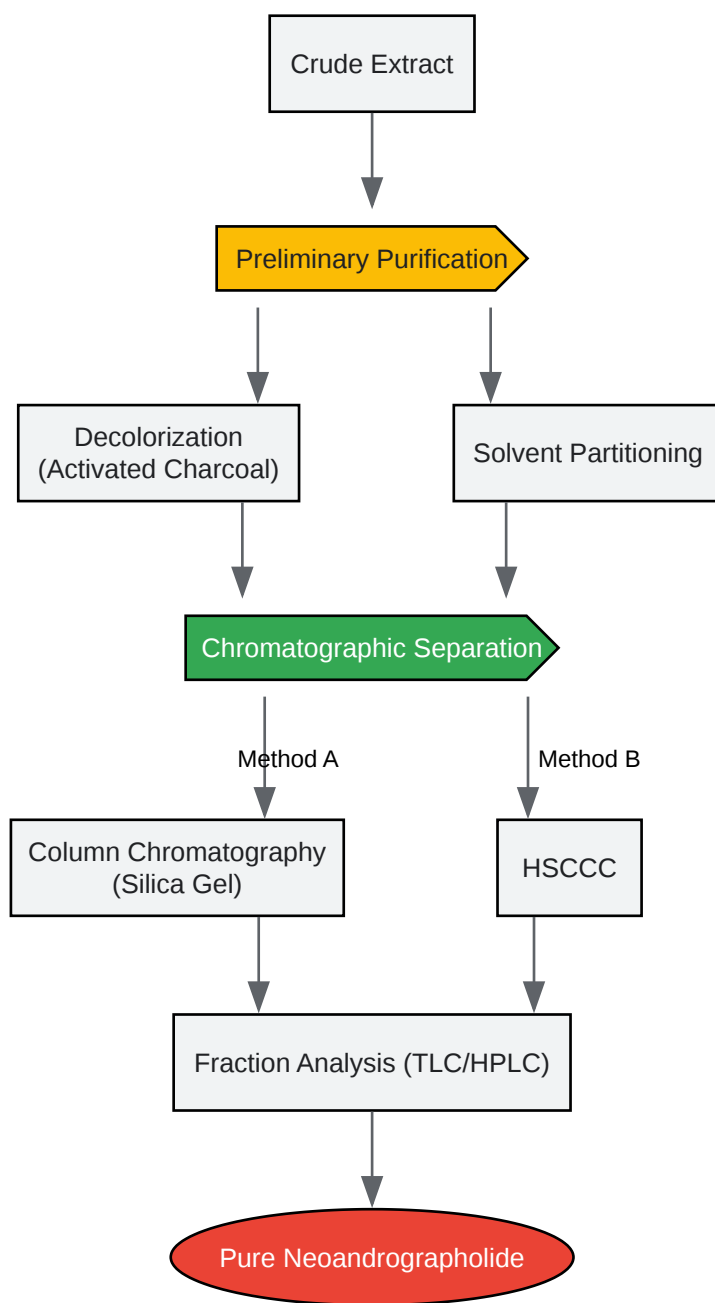 Crude Extract
Preliminary Purification
Decolorization
(Activated Charcoal)
Solvent Partitioning
Chromatographic Separation
Method A
Method B
Column Chromatography
(Silica Gel)
HSCCC
Fraction Analysis (TLC/HPLC)
Pure Neoandrographolide